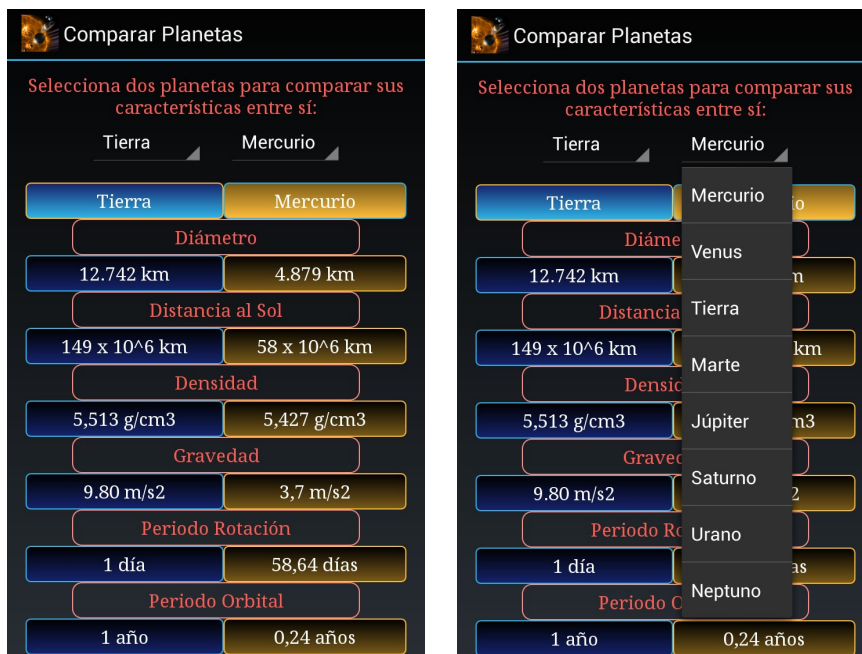 Comparar Planetas
Selecciona dos planetas para comparar sus
características entre sí:
Tierra Mercurio
Tierra Mercurio
Diámetro
12.742 km 4.879 km
Distancia al Sol
149 x 10^6 km 58 x 10^6 km
Densidad
5,513 g/cm3 5,427 g/cm3
Gravedad
9.80 m/s2 3,7 m/s2
Periodo Rotación
1 día 58,64 días
Periodo Orbital
1 año 0,24 años
Comparar Planetas
Selecciona dos planetas para comparar sus
características entre sí:
Tierra Mercurio
Tierra
12.742 km
Distancia
149 x 10^6 km km
5,513 g/cm3
9.80 m/s2
Periodo
1 día
Periodo
1 año 0,24 años
Mercurio
Venus
Tierra
Marte
Júpiter
Saturno
Urano
Neptuno